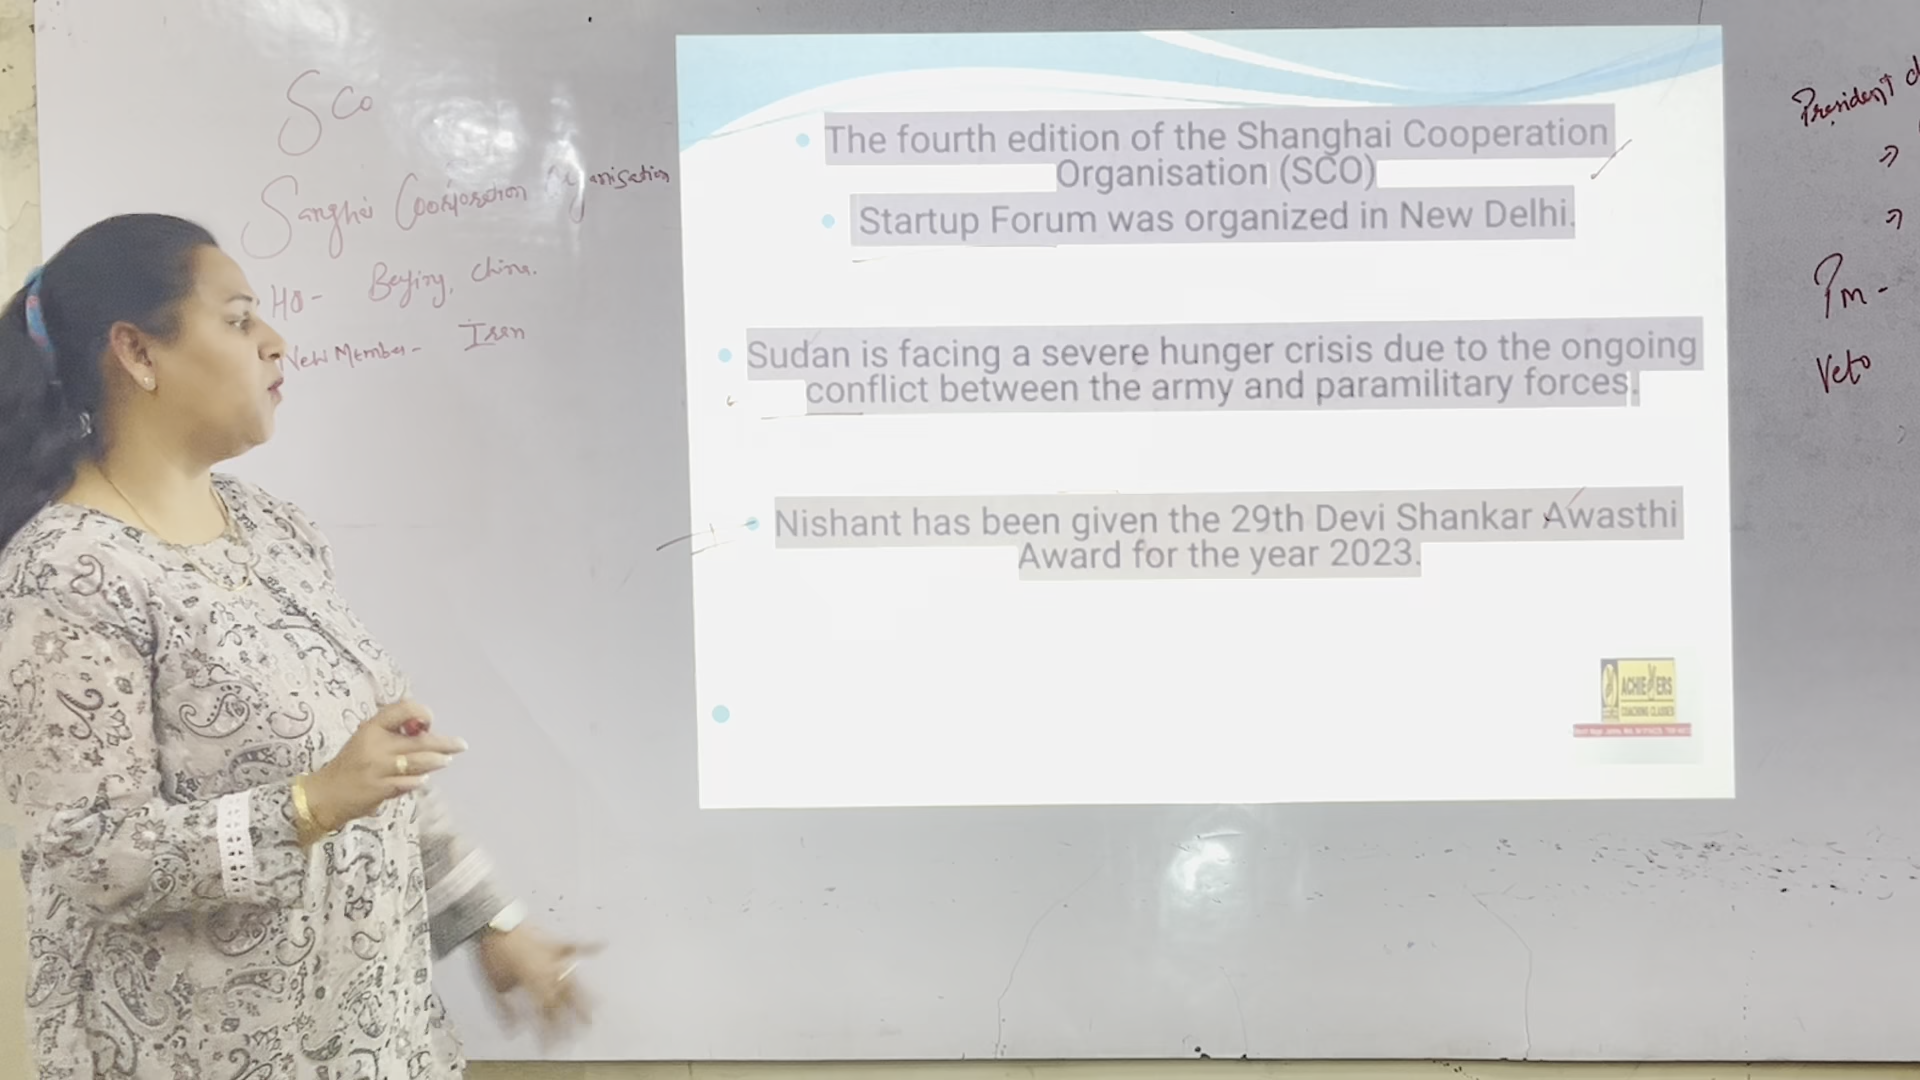 SCO
Sanghai Cooporation Organisation
HQ- Beijing, China.
New Member- Iran
The fourth edition of the Shanghai Cooperation
Organisation (SCO)
Startup Forum was organized in New Delhi.
Sudan is facing a severe hunger crisis due to the ongoing
conflict between the army and paramilitary forces.
Nishant has been given the 29th Devi Shankar Awasthi
Award for the year 2023.
ACHIEVERS
COACHING CLASSES
President
Pm-
Veto